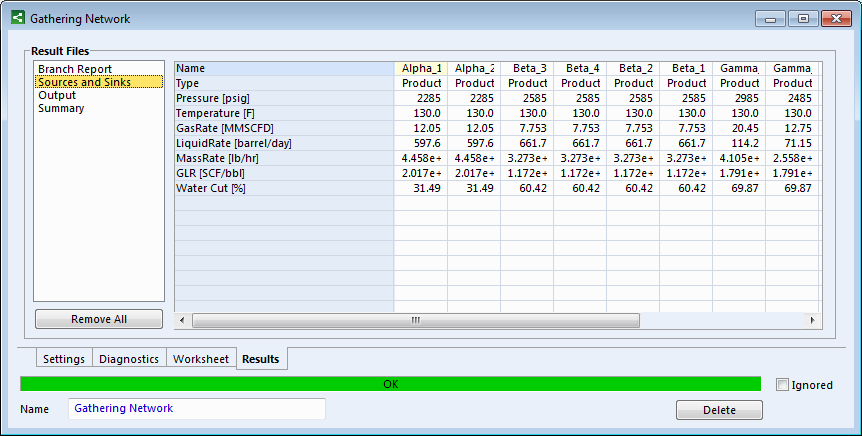 Gathering Network
Result Files
Branch Report
Sources and Sinks
Output
Summary
Remove All
Name Alpha_1 Alpha_2 Beta_3 Beta_4 Beta_2 Beta_1 Gamma_ Gamma_
Type Product Product Product Product Product Product Product Product
Pressure [psig] 2285 2285 2585 2585 2585 2585 2985 2485
Temperature [F] 130.0 130.0 130.0 130.0 130.0 130.0 130.0 130.0
GasRate [MMSCFD] 12.05 12.05 7.753 7.753 7.753 7.753 20.45 12.75
LiquidRate [barrel/day] 597.6 597.6 661.7 661.7 661.7 661.7 114.2 71.15
MassRate [lb/hr] 4.458e+ 4.458e+ 3.273e+ 3.273e+ 3.273e+ 3.273e+ 4.105e+ 2.558e+
GLR [SCF/bbl] 2.017e+ 2.017e+ 1.172e+ 1.172e+ 1.172e+ 1.172e+ 1.791e+ 1.791e+
Water Cut [%] 31.49 31.49 60.42 60.42 60.42 60.42 69.87 69.87
Settings Diagnostics Worksheet Results
OK
Ignored
Name Gathering Network
Delete